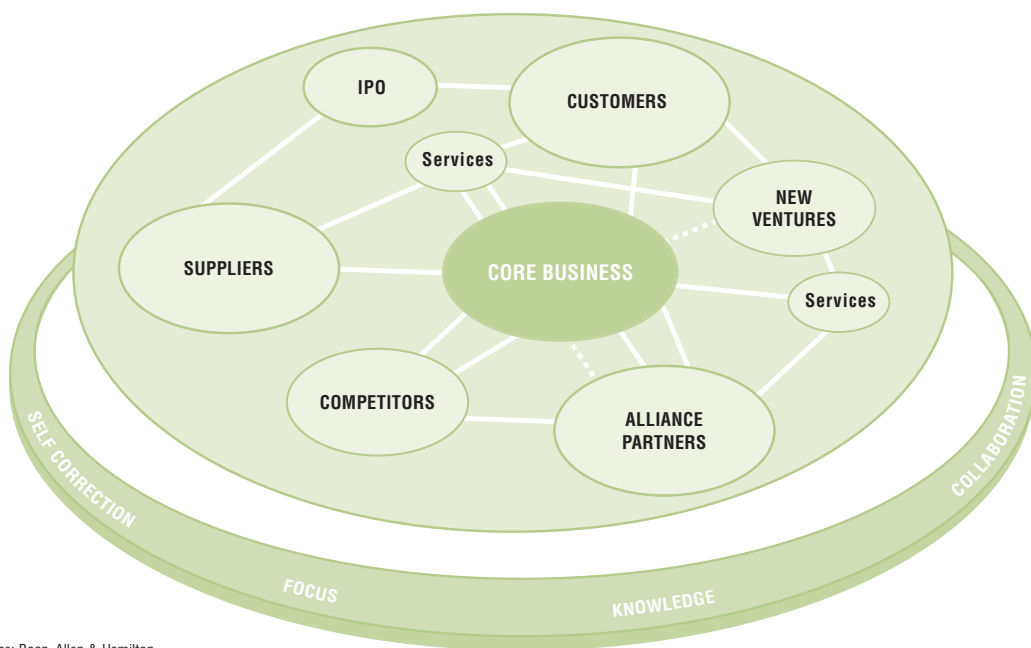 IPO
CUSTOMERS
Services
NEW
VENTURES
SUPPLIERS
CORE BUSINESS
Services
COMPETITORS
ALLIANCE
PARTNERS
SELF CORRECTION
FOCUS
KNOWLEDGE
COLLABORATION